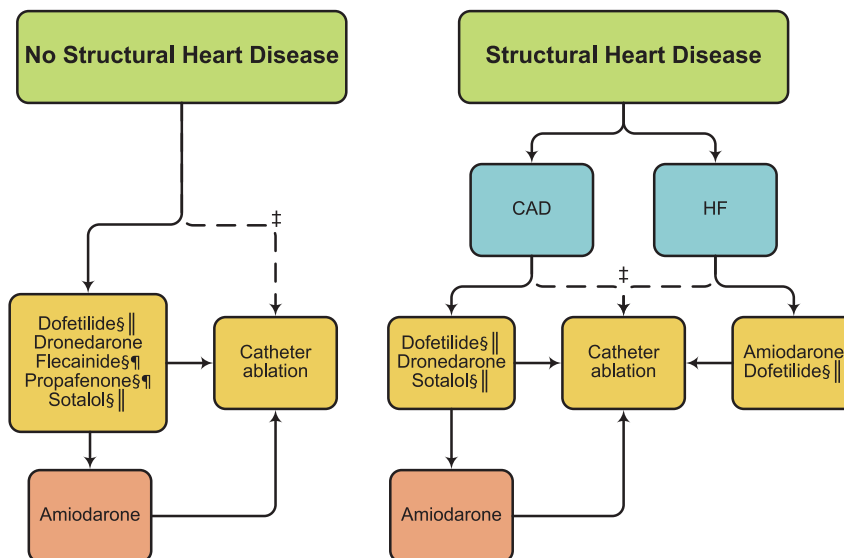 No Structural Heart Disease
‡
Dofetilide§‖
Dronedarone
Flecainide§¶
Propafenone§¶
Sotalol§‖
Catheter
ablation
Amiodarone
Structural Heart Disease
CAD
HF
‡
Dofetilide§‖
Dronedarone
Sotalol§‖
Catheter
ablation
Amiodarone
Dofetilide§‖
Amiodarone